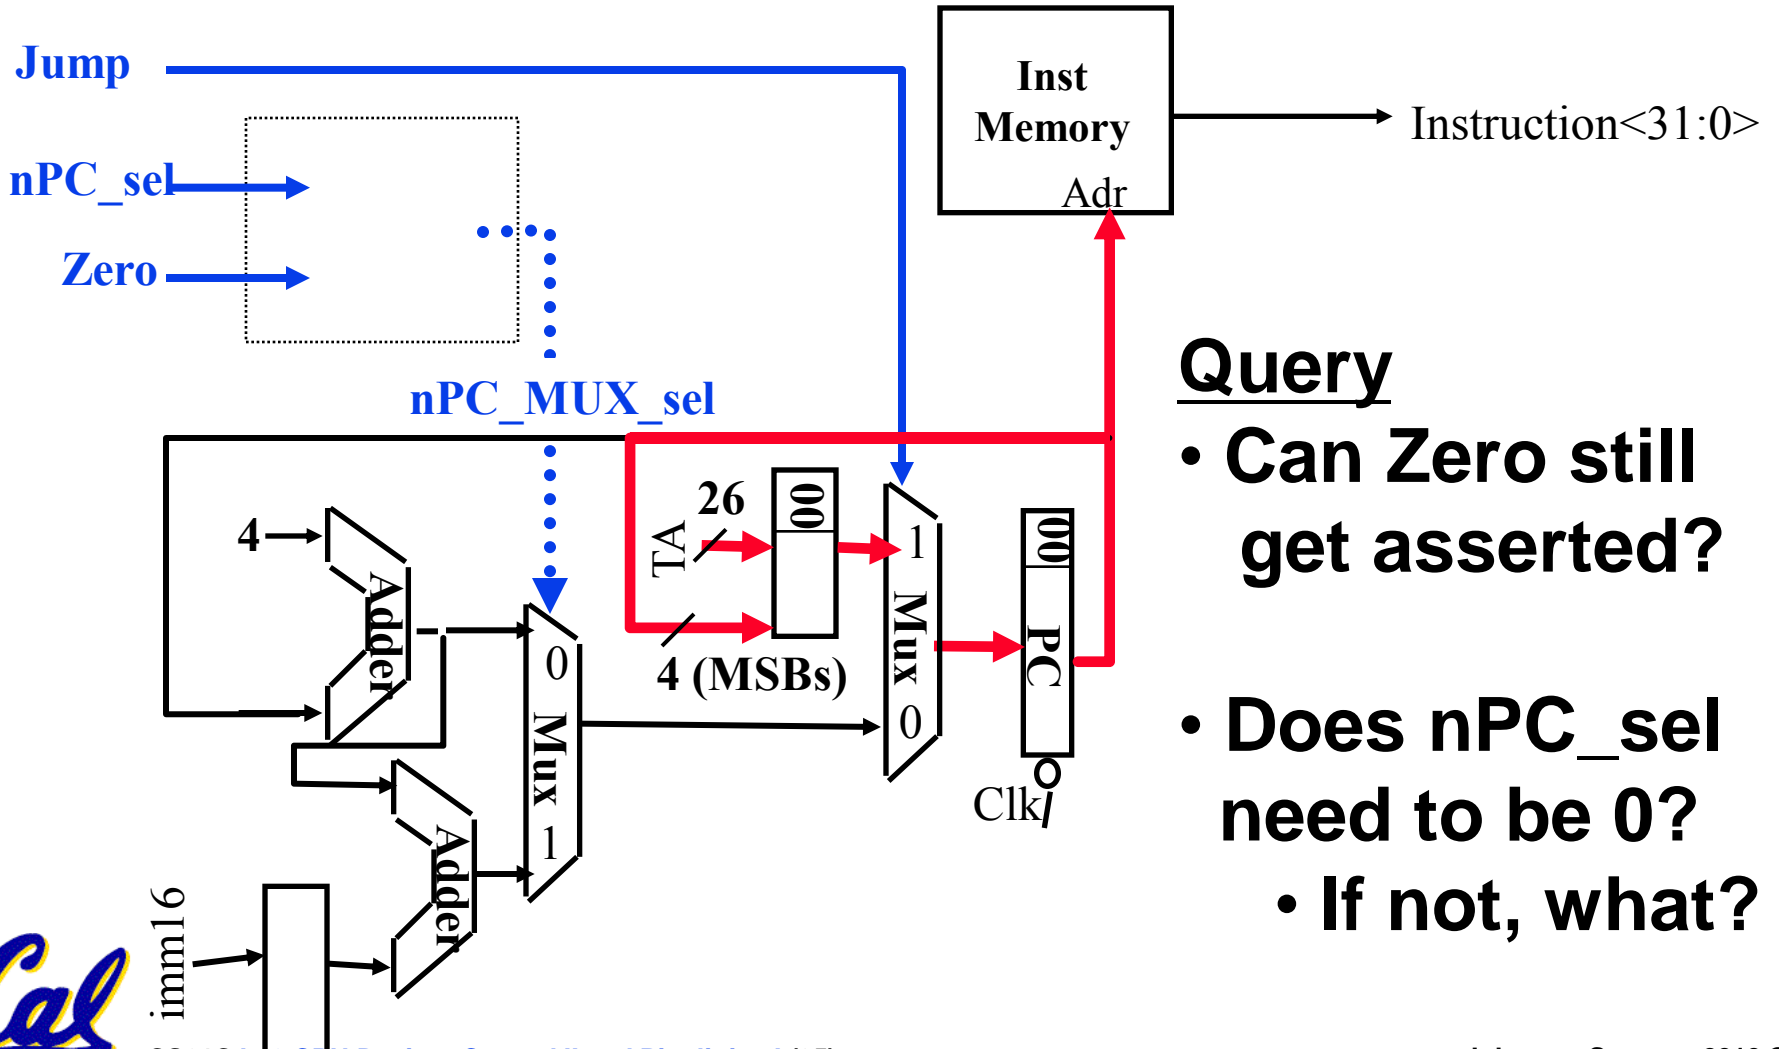 Jump
nPC_sel
Zero
nPC_MUX_sel
Inst
Memory
Adr
Instruction<31:0>
4
Adder
0
Mux
1
Adder
imm16
TA
26
00
4 (MSBs)
1
Mux
0
00
PC
Clk
Query
• Can Zero still
get asserted?
• Does nPC_sel
need to be 0?
• If not, what?
Cal